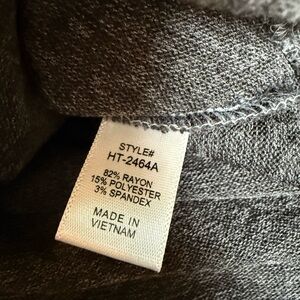 STYLE#
HT-2464A
82% RAYON
15% POLYESTER
3% SPANDEX
MADE IN
VIETNAM